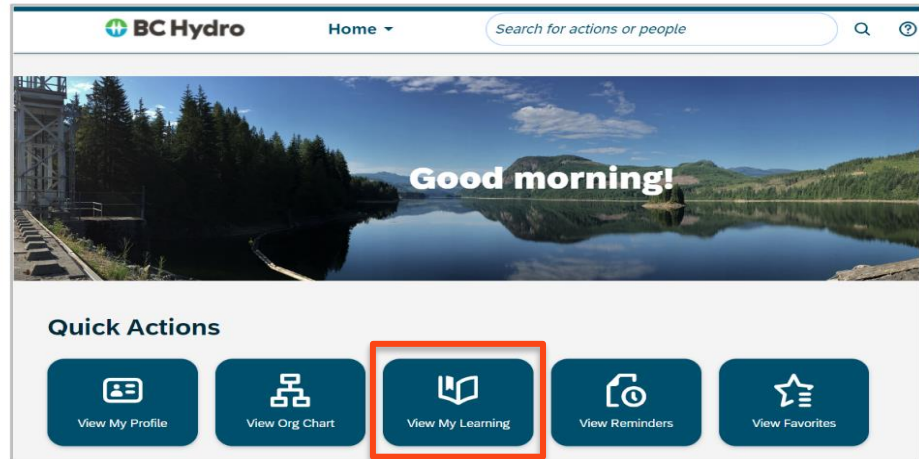 BC Hydro Home Search for actions or people
Good morning!
Quick Actions
View My Profile View Org Chart View My Learning View Reminders View Favorites